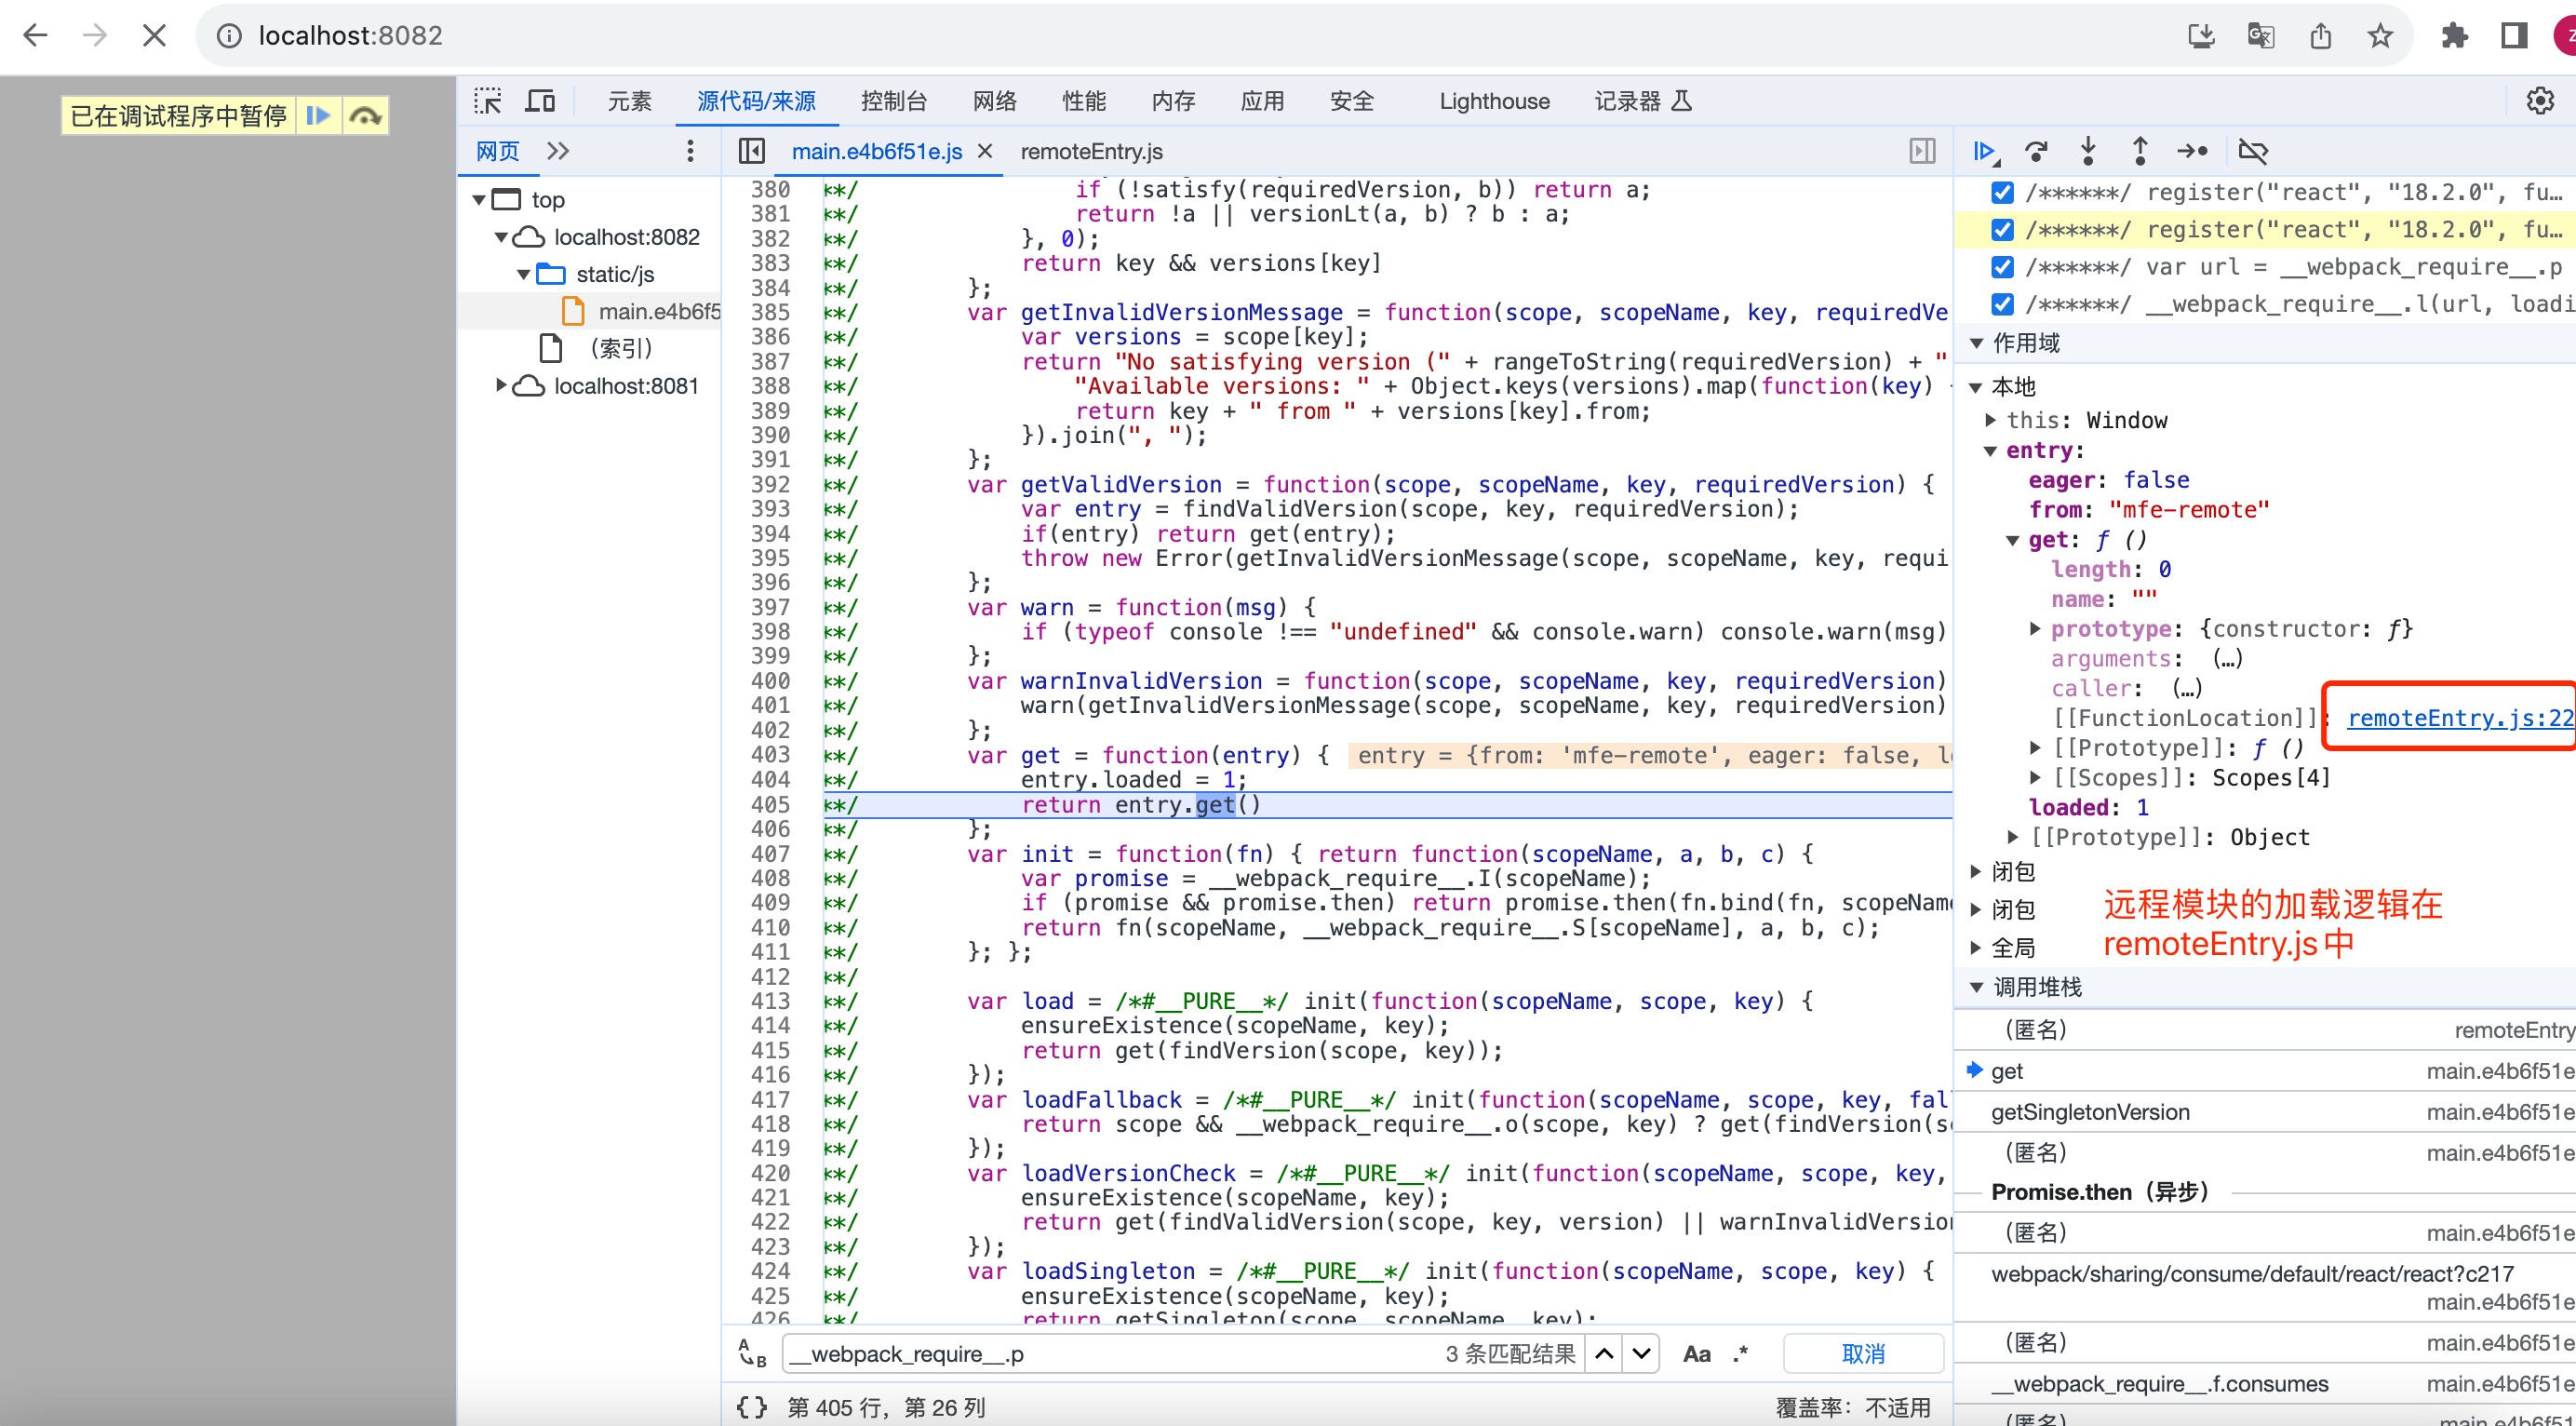 localhost:8082
已在调试程序中暂停
元素 源代码/来源 控制台 网络 性能 内存 应用 安全 Lighthouse 记录器
网页
main.e4b6f51e.js
remoteEntry.js
top
localhost:8082
static/js
main.e4b6f5
（索引）
localhost:8081
380 **/ if (!satisfy(requiredVersion, b)) return a;
381 **/ return !a || versionLt(a, b) ? b : a;
382 **/ }, 0);
383 **/ return key && versions[key]
384 **/ };
385 **/ var getInvalidVersionMessage = function(scope, scopeName, key, requiredVe
386 **/ var versions = scope[key];
387 **/ return "No satisfying version (" + rangeToString(requiredVersion) + "
388 **/ "Available versions: " + Object.keys(versions).map(function(key)
389 **/ return key + " from " + versions[key].from;
390 **/ }).join(", ");
391 **/ };
392 **/ var getValidVersion = function(scope, scopeName, key, requiredVersion) {
393 **/ var entry = findValidVersion(scope, key, requiredVersion);
394 **/ if(entry) return get(entry);
395 **/ throw new Error(getInvalidVersionMessage(scope, scopeName, key, requi
396 **/ };
397 **/ var warn = function(msg) {
398 **/ if (typeof console !== "undefined" && console.warn) console.warn(msg)
399 **/ };
400 **/ var warnInvalidVersion = function(scope, scopeName, key, requiredVersion)
401 **/ warn(getInvalidVersionMessage(scope, scopeName, key, requiredVersion)
402 **/ };
403 **/ var get = function(entry) { entry = {from: 'mfe-remote', eager: false, l
404 **/ entry.loaded = 1;
405 **/ return entry.get()
406 **/ };
407 **/ var init = function(fn) { return function(scopeName, a, b, c) {
408 **/ var promise = __webpack_require__.I(scopeName);
409 **/ if (promise && promise.then) return promise.then(fn.bind(fn, scopeNam
410 **/ return fn(scopeName, __webpack_require__.S[scopeName], a, b, c);
411 **/ }; };
412 **/
413 **/ var load = /*#__PURE__*/ init(function(scopeName, scope, key) {
414 **/ ensureExistence(scopeName, key);
415 **/ return get(findVersion(scope, key));
416 **/ });
417 **/ var loadFallback = /*#__PURE__*/ init(function(scopeName, scope, key, fal
418 **/ return scope && __webpack_require__.o(scope, key) ? get(findVersion(s
419 **/ });
420 **/ var loadVersionCheck = /*#__PURE__*/ init(function(scopeName, scope, key,
421 **/ ensureExistence(scopeName, key);
422 **/ return get(findValidVersion(scope, key, version) || warnInvalidVersio
423 **/ });
424 **/ var loadSingleton = /*#__PURE__*/ init(function(scopeName, scope, key) {
425 **/ ensureExistence(scopeName, key);
426 **/ return getSingleton(scope, scopeName, key);
__webpack_require__.p 3 条匹配结果 Aa .* 取消
{} 第 405 行，第 26 列 覆盖率：不适用
/******/ register("react", "18.2.0", fu…
/******/ register("react", "18.2.0", fu…
/******/ var url = __webpack_require__.p
/******/ __webpack_require__.l(url, loadi
作用域
本地
this: Window
entry:
eager: false
from: "mfe-remote"
get: ƒ ()
length: 0
name: ""
prototype: {constructor: ƒ}
arguments: (…)
caller: (…)
[[FunctionLocation]]: remoteEntry.js:22
[[Prototype]]: ƒ ()
[[Scopes]]: Scopes[4]
loaded: 1
[[Prototype]]: Object
闭包
闭包
全局
远程模块的加载逻辑在
remoteEntry.js中
调用堆栈
（匿名） remoteEntry
get main.e4b6f51e
getSingletonVersion main.e4b6f51e
（匿名） main.e4b6f51e
Promise.then（异步）
（匿名） main.e4b6f51e
webpack/sharing/consume/default/react/react?c217
main.e4b6f51e
（匿名） main.e4b6f51e
__webpack_require__.f.consumes main.e4b6f51e
（匿名） main.e4b6f51e